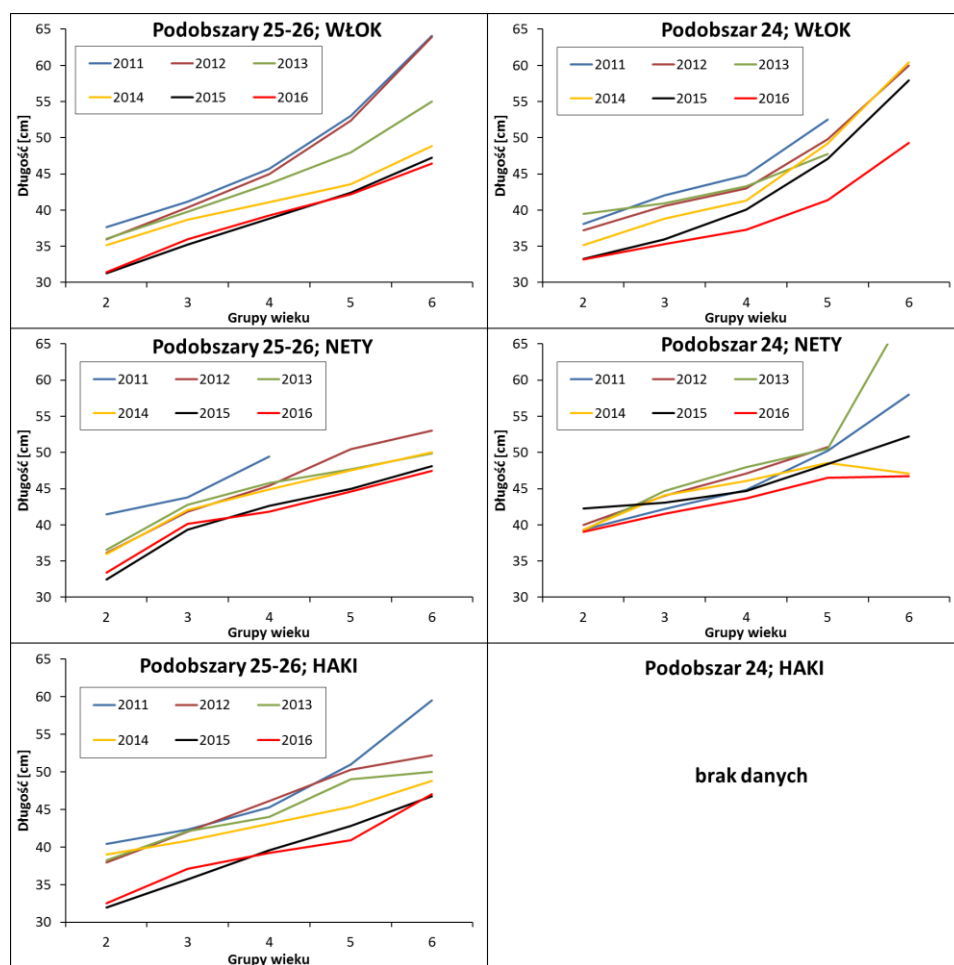 Podobszary 25-26; WŁOK
2011 2012 2013
2014 2015 2016
Długość [cm]
65
60
55
50
45
40
35
30
2 3 4 5 6
Grupy wieku
Podobszar 24; WŁOK
2011 2012 2013
2014 2015 2016
Długość [cm]
65
60
55
50
45
40
35
30
2 3 4 5 6
Grupy wieku
Podobszary 25-26; NETY
2011 2012 2013
2014 2015 2016
Długość [cm]
65
60
55
50
45
40
35
30
2 3 4 5 6
Grupy wieku
Podobszar 24; NETY
2011 2012 2013
2014 2015 2016
Długość [cm]
65
60
55
50
45
40
35
30
2 3 4 5 6
Grupy wieku
Podobszary 25-26; HAKI
2011 2012 2013
2014 2015 2016
Długość [cm]
65
60
55
50
45
40
35
30
2 3 4 5 6
Grupy wieku
Podobszar 24; HAKI
brak danych